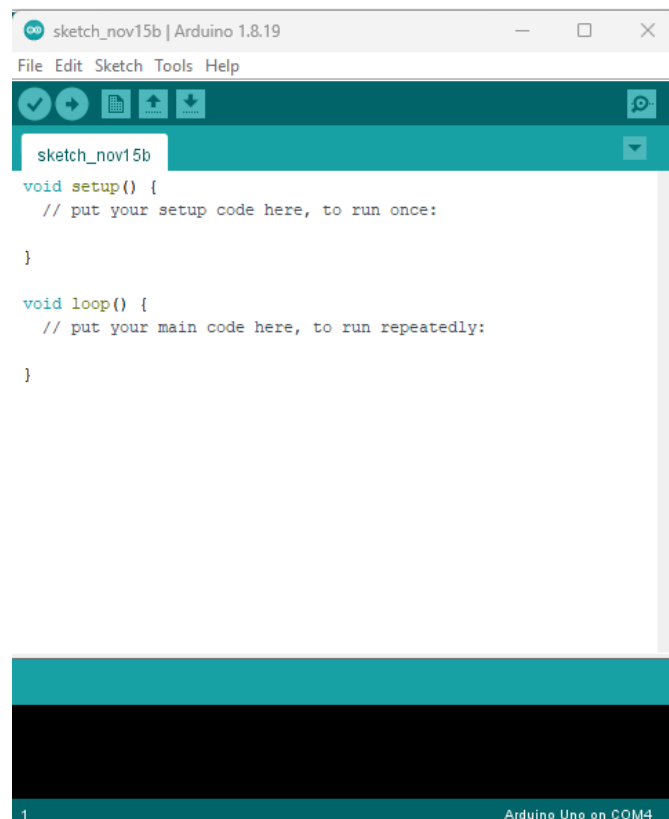 sketch_nov15b | Arduino 1.8.19
File Edit Sketch Tools Help
sketch_nov15b
void setup() {
  // put your setup code here, to run once:
}
void loop() {
  // put your main code here, to run repeatedly:
}
1 Arduino Uno on COM4